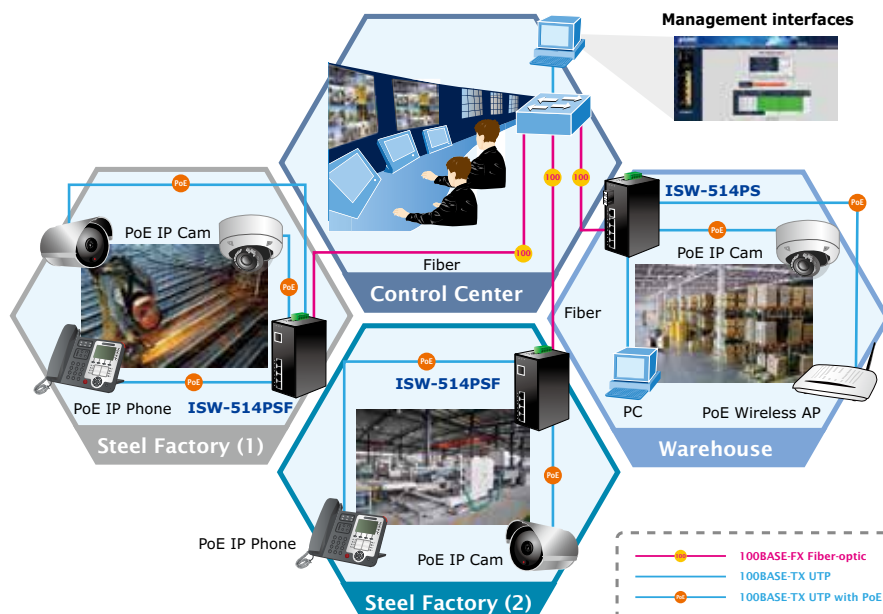 Management interfaces
PoE
ISW-514PS
100
100
PoE
PoE
PoE IP Cam
PoE IP Cam
100
Fiber
Control Center
PoE
Fiber
PoE
PoE
ISW-514PSF
PC
PoE Wireless AP
PoE IP Phone
ISW-514PSF
Steel Factory (1)
Warehouse
PoE
PoE IP Phone
PoE IP Cam
Steel Factory (2)
100 100BASE-FX Fiber-optic
100BASE-TX UTP
PoE 100BASE-TX UTP with PoE